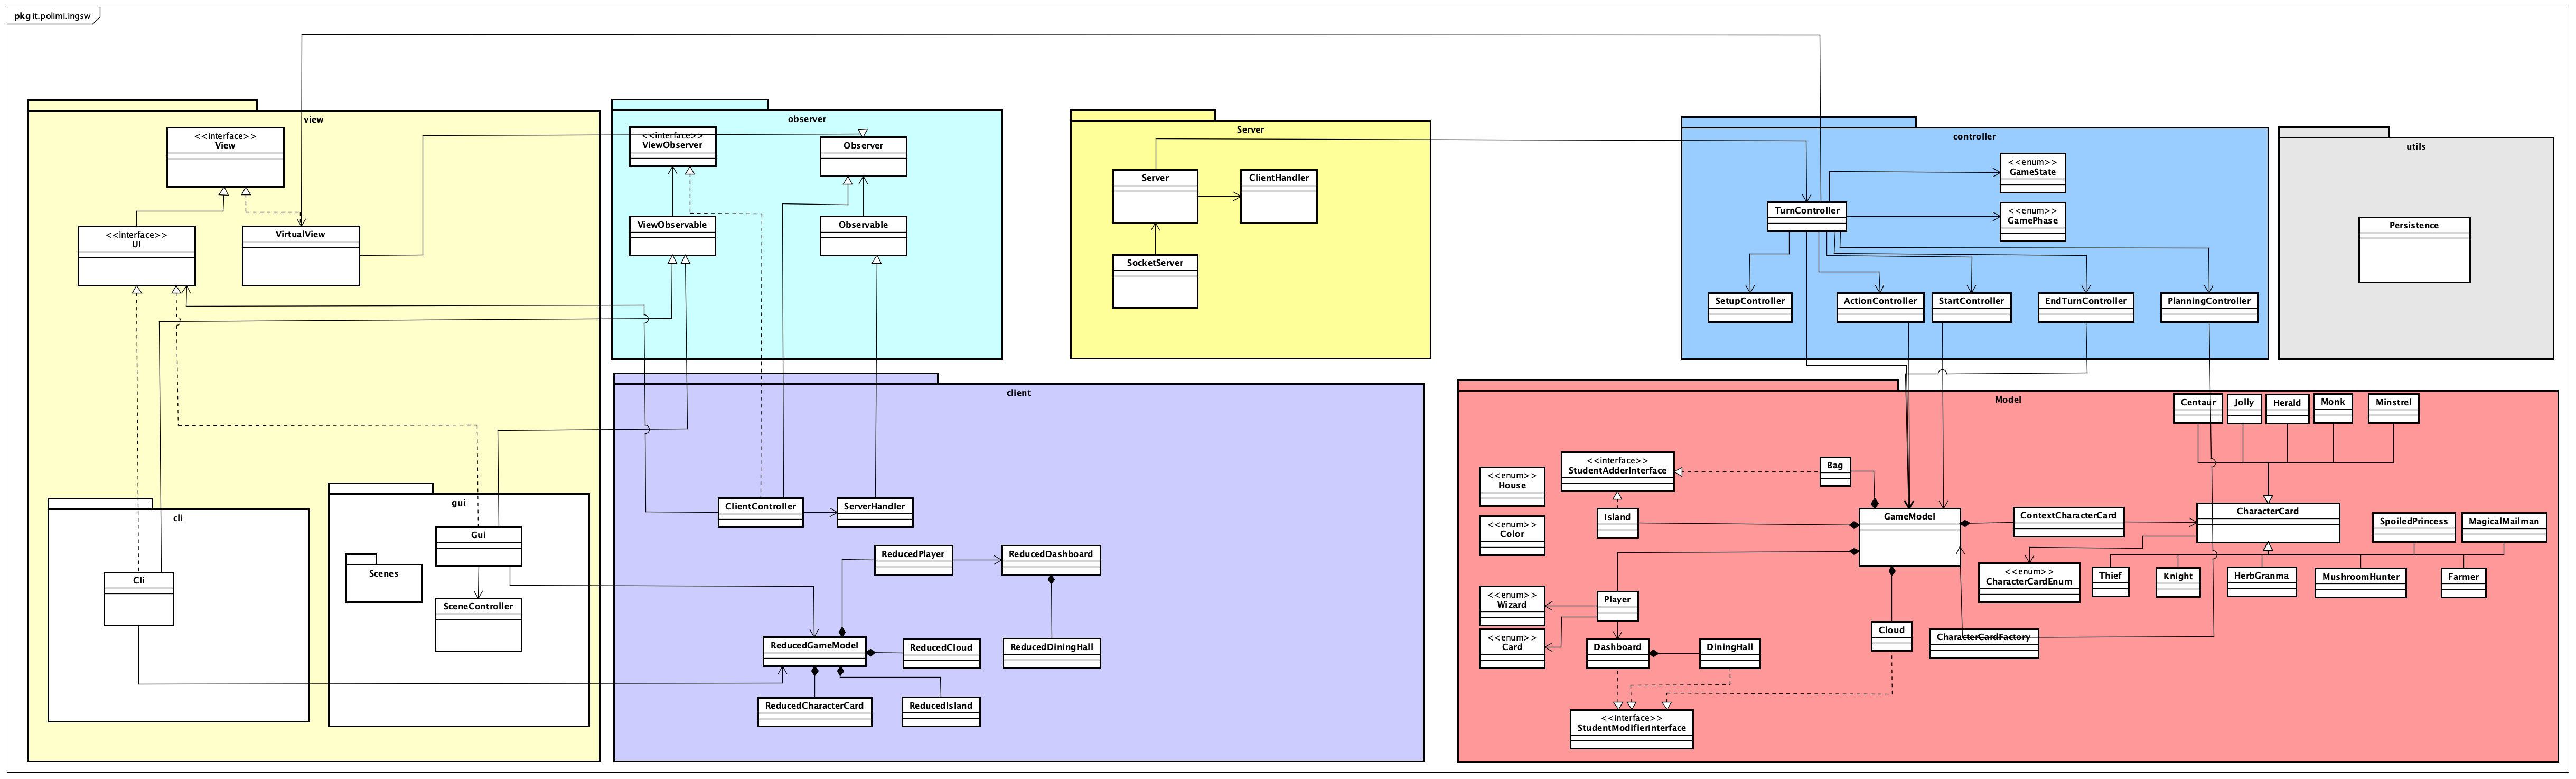 pkg it.polimi.ingsw
view
<<interface>>
View
<<interface>>
UI
VirtualView
cli
Cli
gui
Gui
Scenes
SceneController
observer
<<interface>>
ViewObserver
Observer
ViewObservable
Observable
Server
Server
ClientHandler
SocketServer
controller
<<enum>>
GameState
TurnController
<<enum>>
GamePhase
SetupController
ActionController
StartController
EndTurnController
PlanningController
utils
Persistence
client
ClientController
ServerHandler
ReducedPlayer
ReducedDashboard
ReducedGameModel
ReducedCloud
ReducedDiningHall
ReducedCharacterCard
ReducedIsland
Model
Centaur
Jolly
Herald
Monk
Minstrel
<<enum>>
House
<<interface>>
StudentAdderInterface
Bag
<<enum>>
Color
Island
GameModel
ContextCharacterCard
CharacterCard
SpoiledPrincess
MagicalMailman
<<enum>>
CharacterCardEnum
Thief
Knight
HerbGranma
MushroomHunter
Farmer
<<enum>>
Wizard
Player
<<enum>>
Card
Dashboard
DiningHall
Cloud
CharacterCardFactory
<<interface>>
StudentModifierInterface